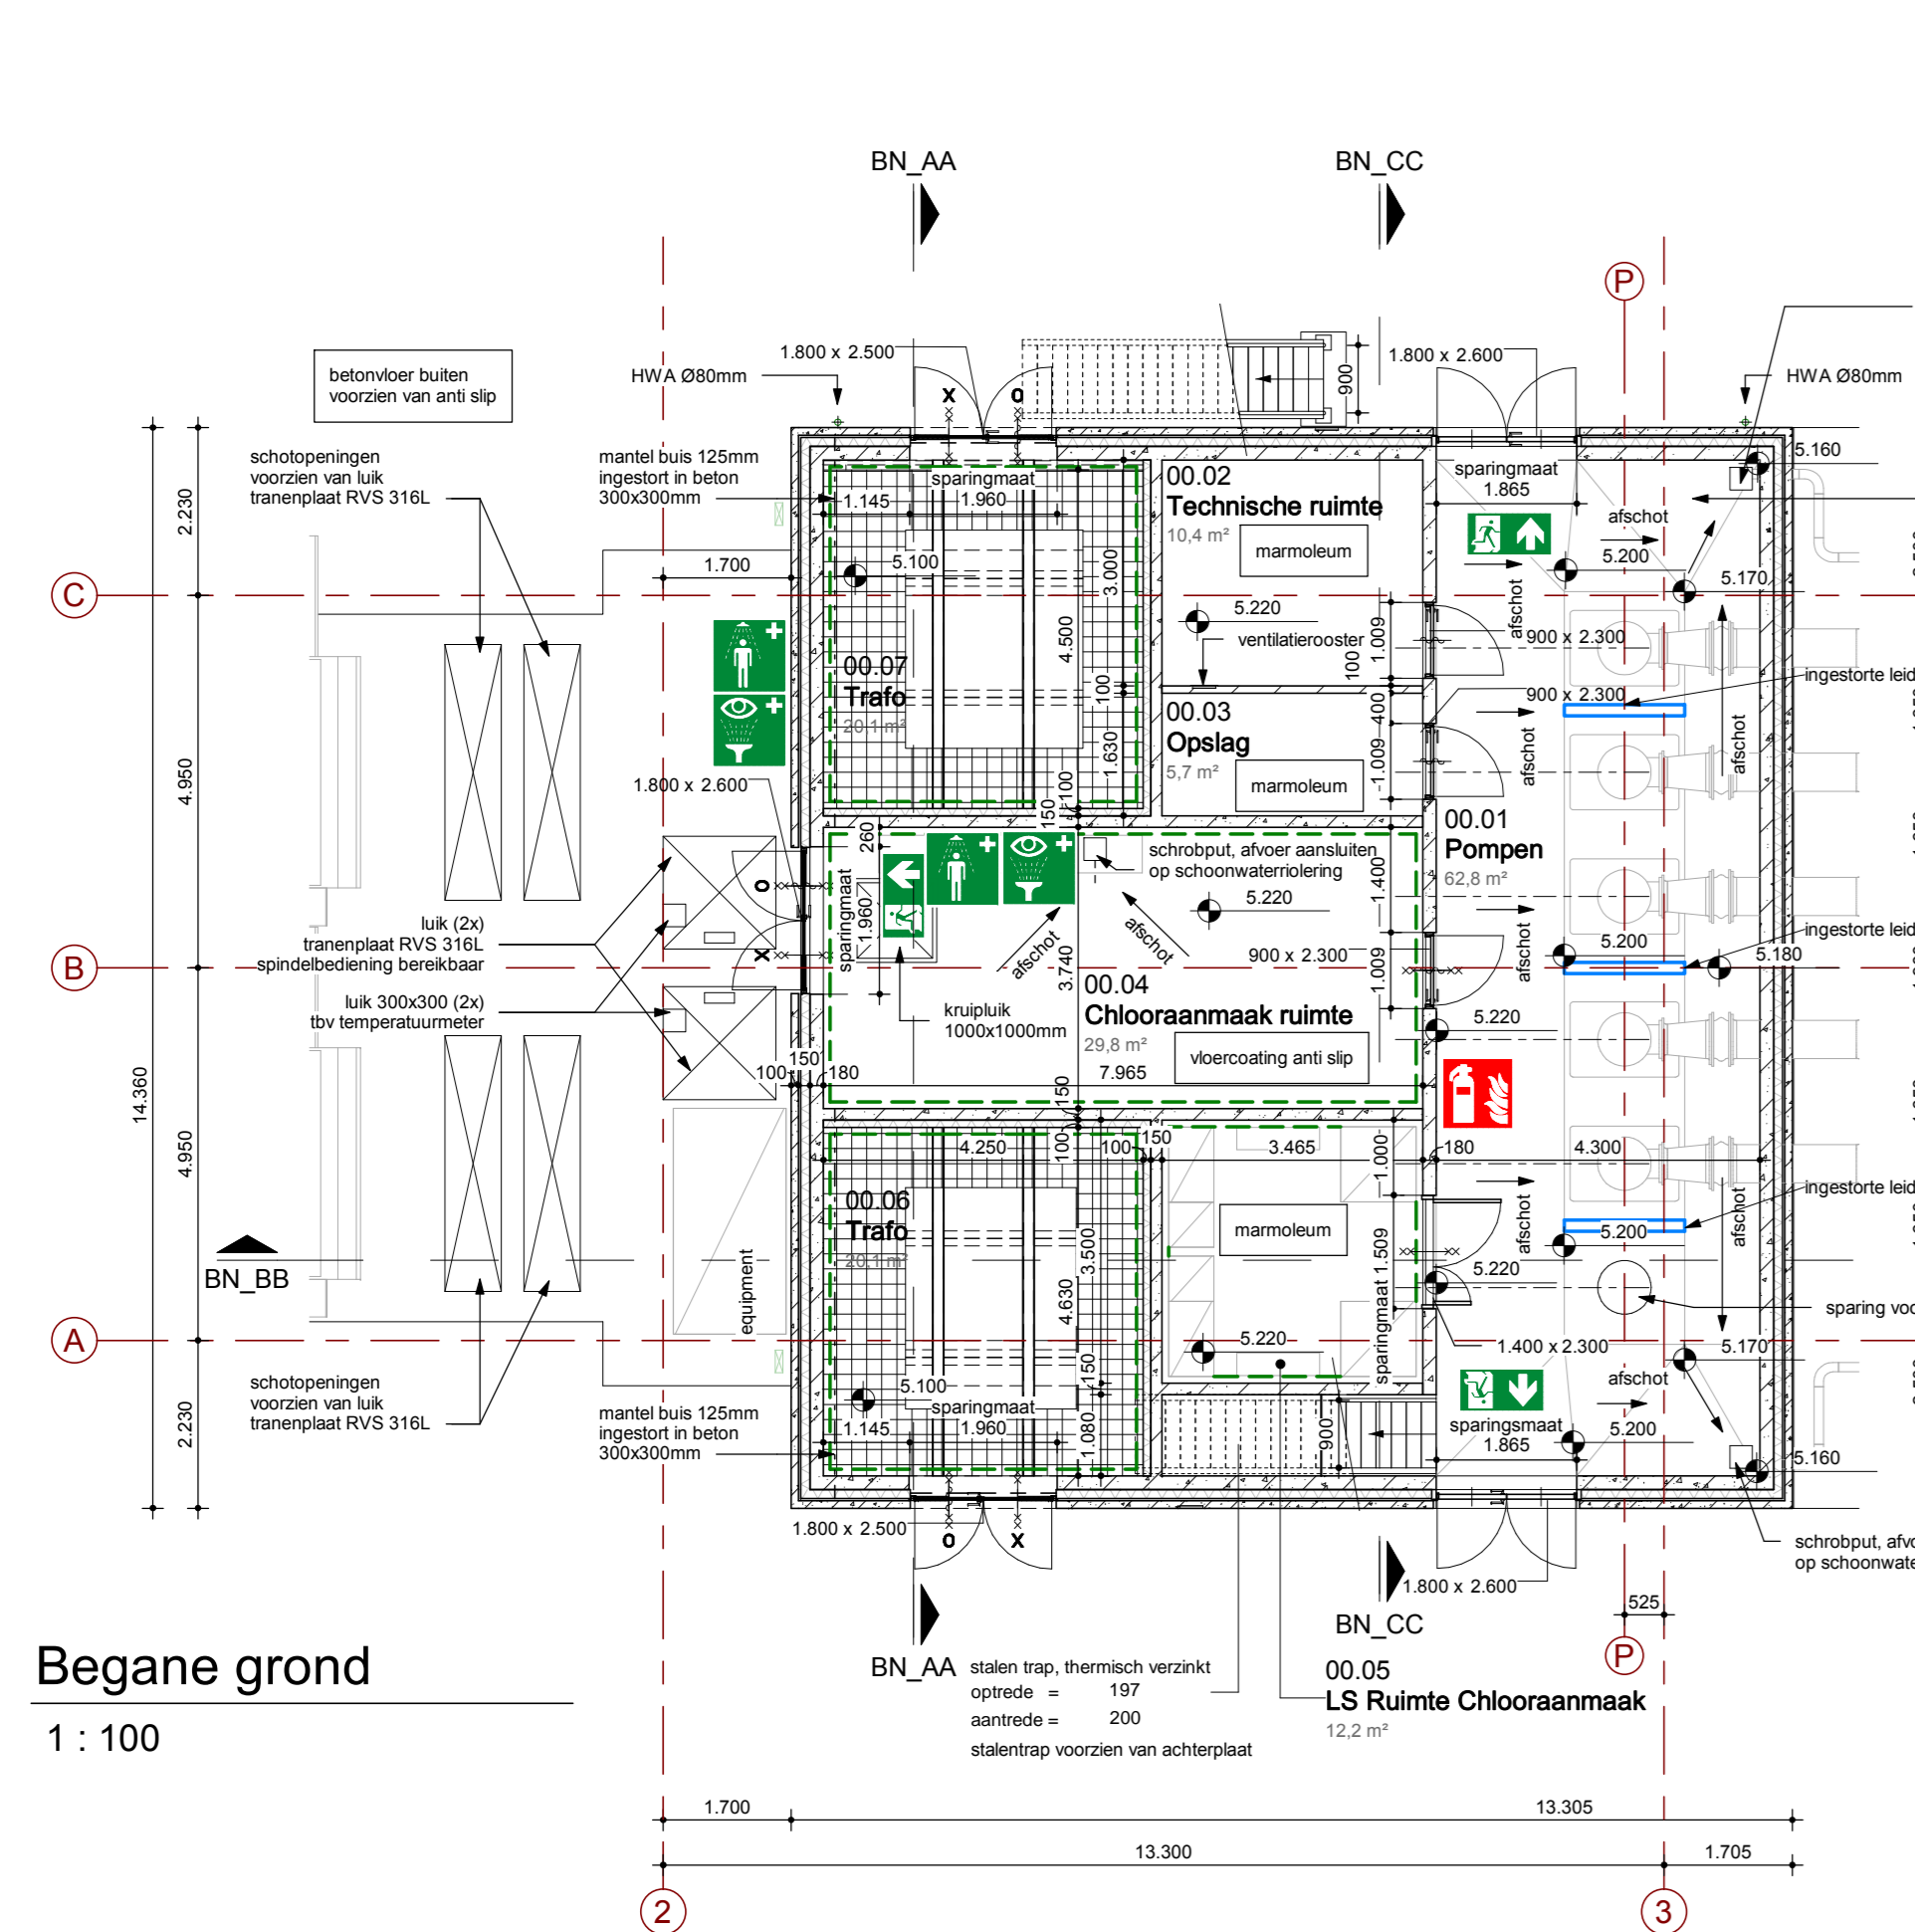 BN_AA
BN_CC
P
1.800 x 2.500
1.800 x 2.600
900
HWA Ø80mm
HWA Ø80mm
betonvloer buiten
voorzien van anti slip
X
O
schotopeningen
voorzien van luik
tranenplaat RVS 316L
mantel buis 125mm
ingestort in beton
300x300mm
sparingmaat
1.960
1.145
00.02
Technische ruimte
10,4 m²
marmoleum
sparingmaat
1.865
afschot
5.200
5.160
2.230
1.700
5.100
3.000
5.170
C
5.220
ventilatierooster
afschot
1.009
100
900 x 2.300
4.500
00.07
Trafo
20,1 m²
100
900 x 2.300
ingestorte leid
400
00.03
Opslag
5,7 m²
marmoleum
1.630
1.009
afschot
afschot
4.950
1.800 x 2.600
100
150
260
00.01
Pompen
62,8 m²
schrobput, afvoer aansluiten
op schoonwaterriolering
1.400
5.220
O
sparingmaat
1.960
afschot
afschot
luik (2x)
tranenplaat RVS 316L
spindelbediening bereikbaar
X
3.740
900 x 2.300
1.009
afschot
5.200
5.180
ingestorte leid
B
luik 300x300 (2x)
tbv temperatuurmeter
kruipluik
1000x1000mm
00.04
Chlooraanmaak ruimte
29,8 m²
vloercoating anti slip
5.220
14.360
100
150
180
7.965
150
4.950
4.250
100
100
150
3.465
1.000
180
4.300
00.06
Trafo
20,1 m²
marmoleum
afschot
5.200
afschot
ingestorte leid
BN_BB
equipment
3.500
4.630
sparingmaat 1.509
5.220
sparing voo
A
5.220
1.400 x 2.300
5.170
150
5.100
afschot
schotopeningen
voorzien van luik
tranenplaat RVS 316L
2.230
mantel buis 125mm
ingestort in beton
300x300mm
sparingmaat
1.145
1.960
1.080
900
sparingsmaat
1.865
5.200
5.160
1.800 x 2.500
O
X
schrobput, afvo
op schoonwate
1.800 x 2.600
525
BN_AA
BN_CC
P
Begane grond
1 : 100
stalen trap, thermisch verzinkt
optrede = 197
aantrede = 200
stalentrap voorzien van achterplaat
00.05
LS Ruimte Chlooraanmaak
12,2 m²
1.700
13.305
13.300
1.705
2
3